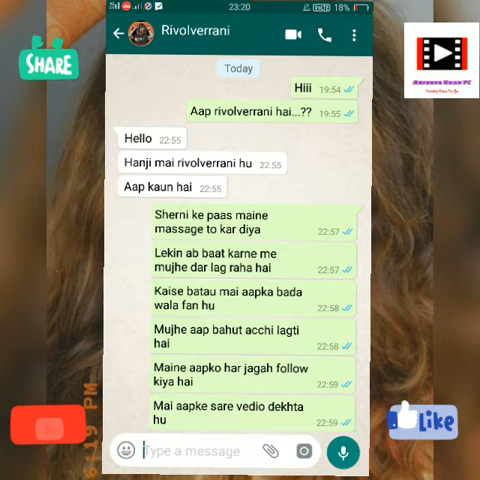 23:20
VoLTE 18%
Rivolverrani
SHARE
Today
Hiii 19:54
Aap rivolverrani hai...?? 19:55
Hello 22:55
Hanji mai rivolverrani hu 22:55
Aap kaun hai 22:55
Sherni ke paas maine
massage to kar diya 22:57
Lekin ab baat karne me
mujhe dar lag raha hai 22:57
Kaise batau mai aapka bada
wala fan hu 22:58
Mujhe aap bahut acchi lagti
hai 22:58
Maine aapko har jagah follow
kiya hai 22:59
Mai aapke sare vedio dekhta
hu 22:59
Type a message
Like
6:19 PM